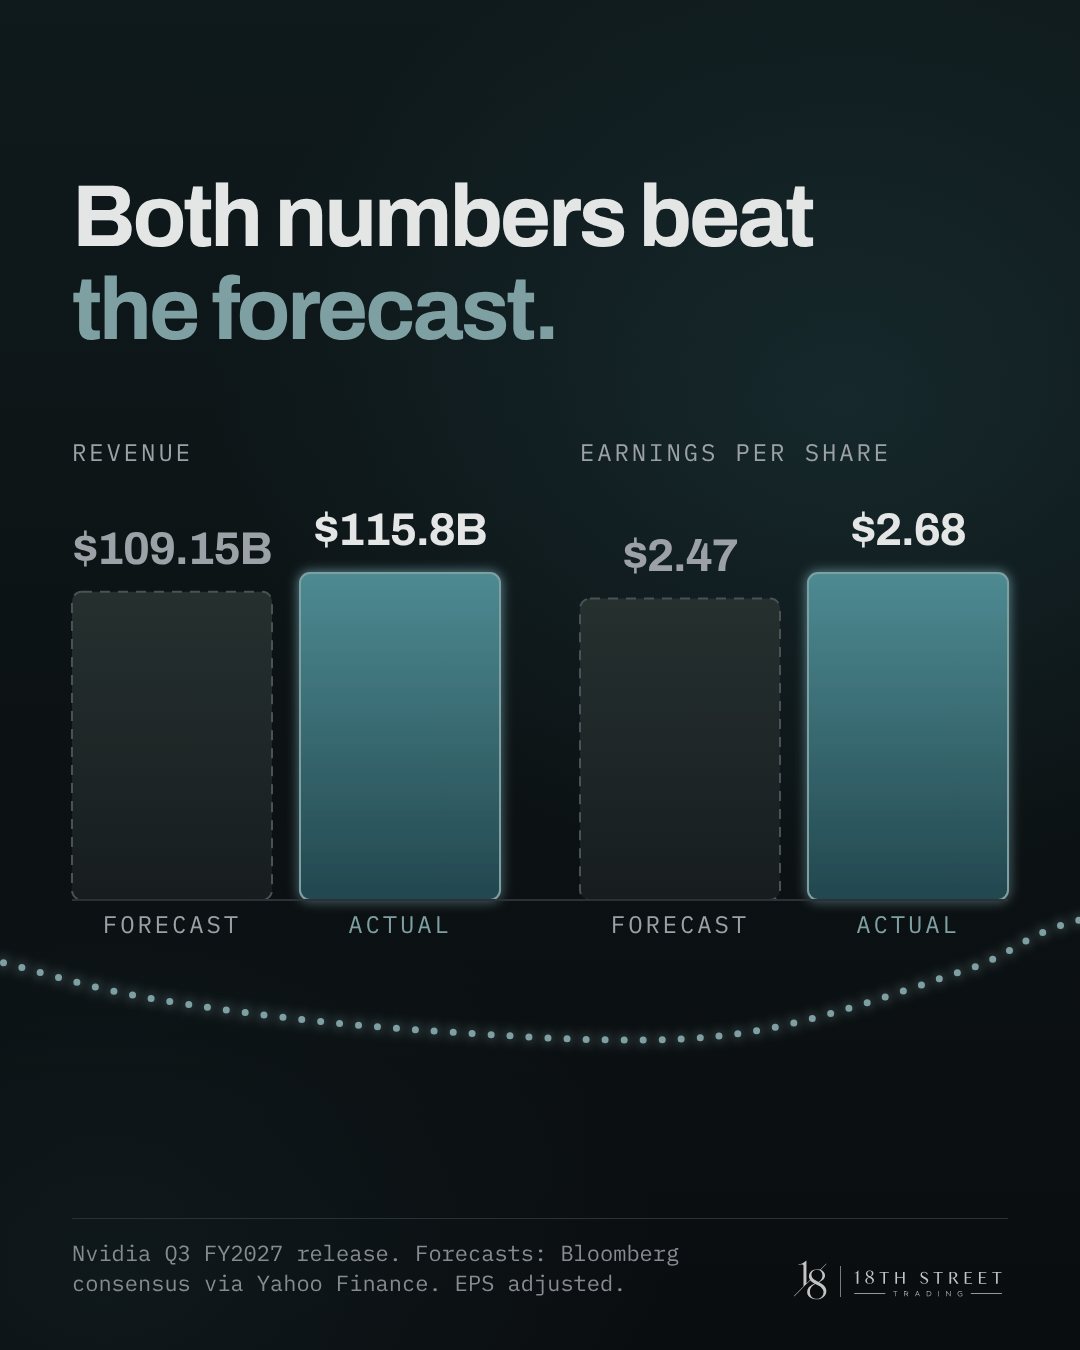 Both numbers beat
the forecast.
REVENUE
EARNINGS PER SHARE
$109.15B
$115.8B
$2.47
$2.68
FORECAST
ACTUAL
FORECAST
ACTUAL
Nvidia Q3 FY2027 release. Forecasts: Bloomberg
consensus via Yahoo Finance. EPS adjusted.
18
18TH STREET
TRADING